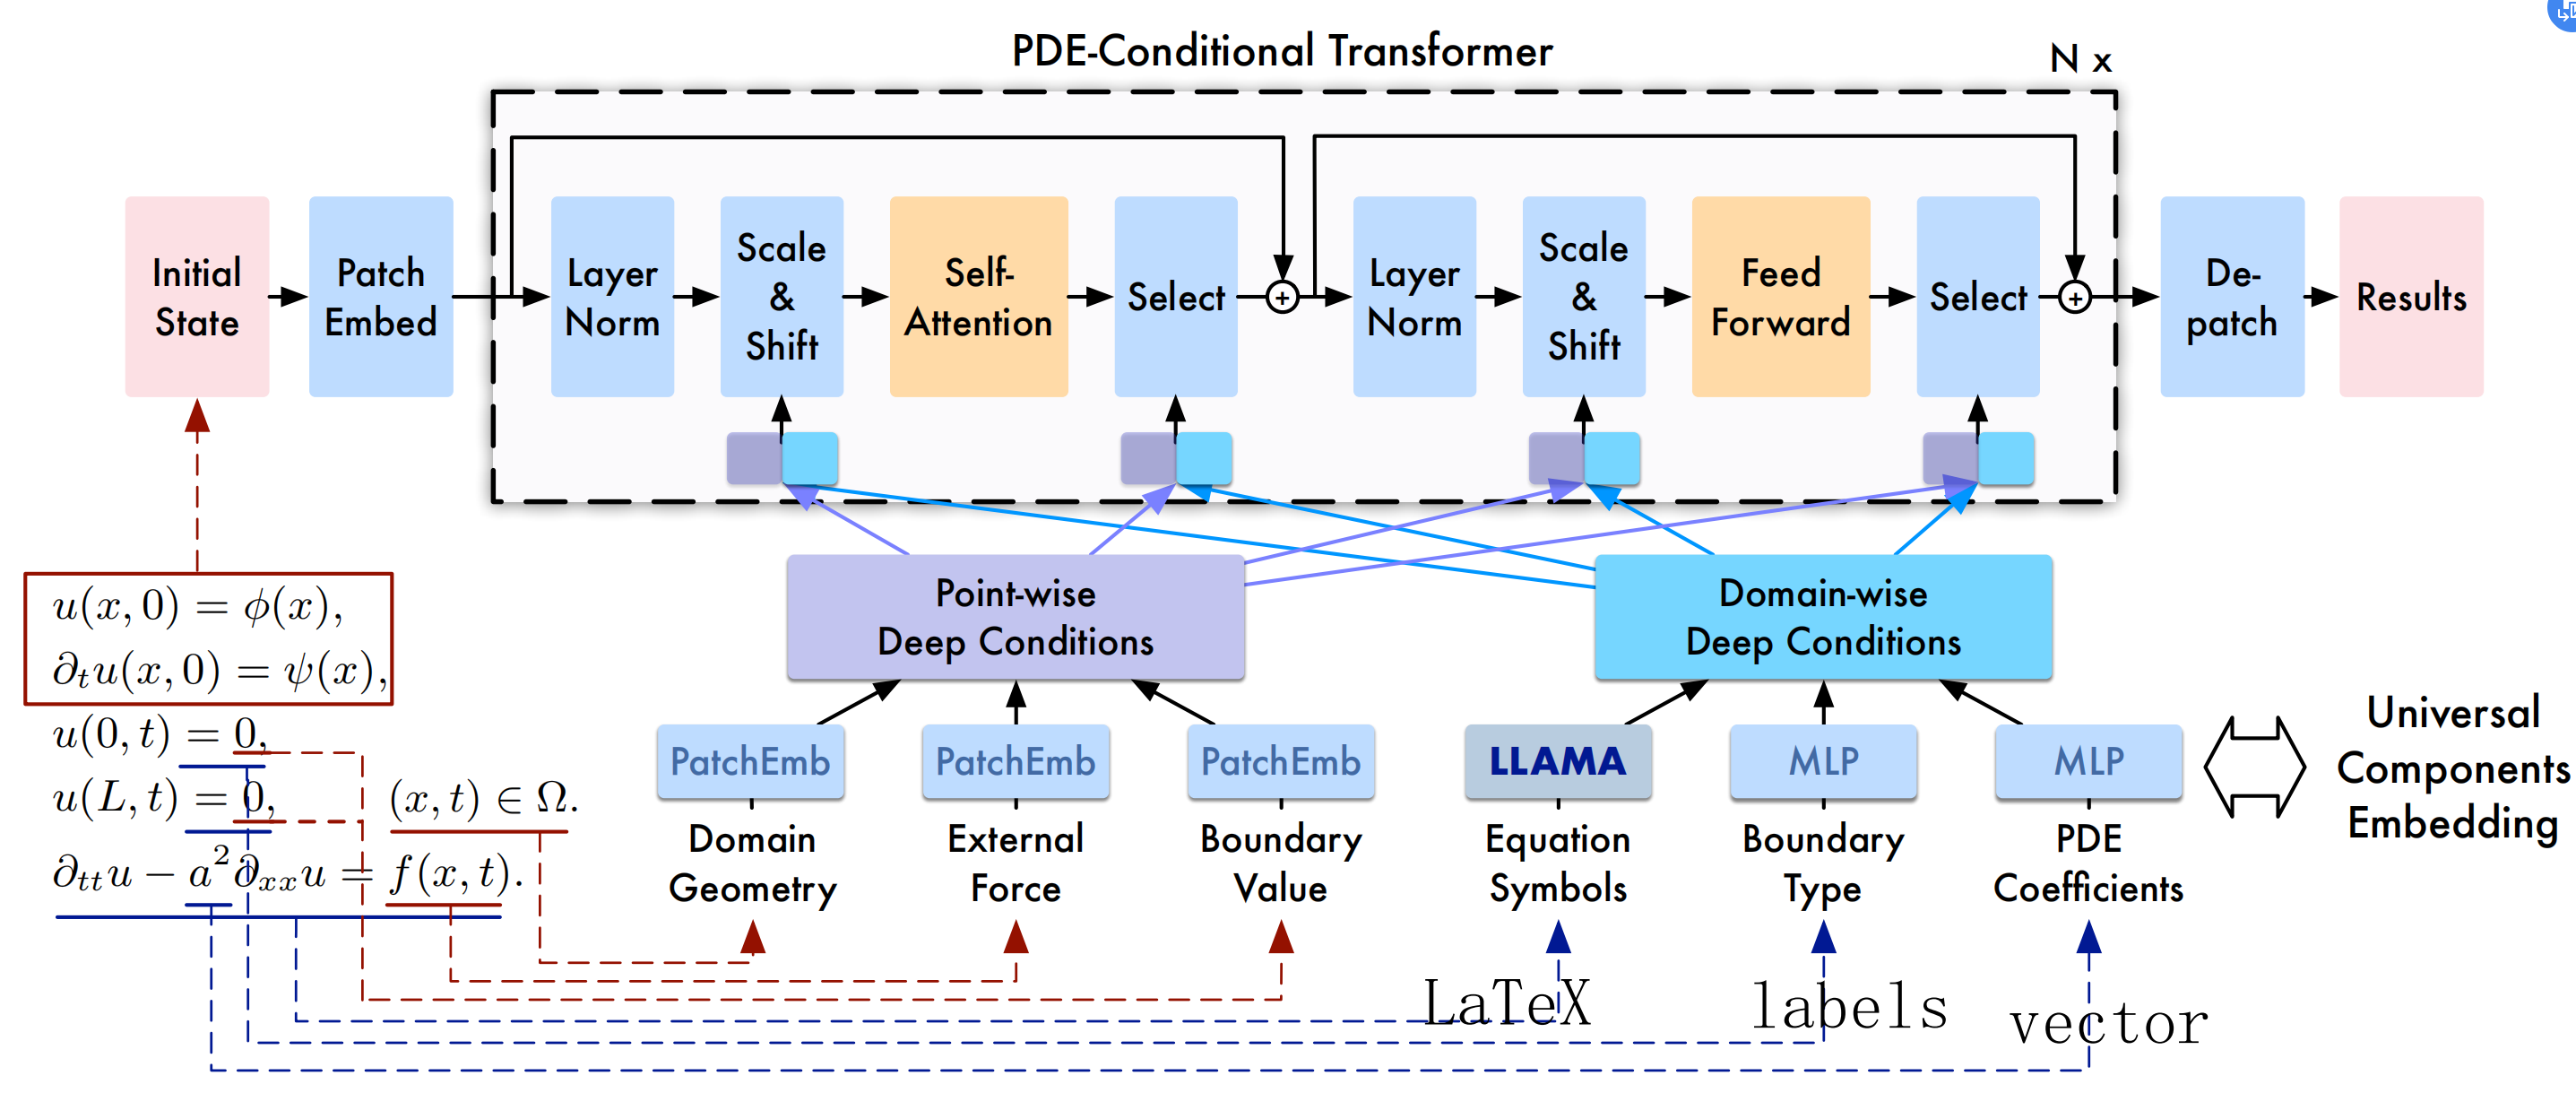 PDE-Conditional Transformer
N x
Initial
State
Patch
Embed
Layer
Norm
Scale
&
Shift
Self-
Attention
Select
+
Layer
Norm
Scale
&
Shift
Feed
Forward
Select
+
De-
patch
Results
u(x, 0) = ϕ(x),
∂ₜu(x, 0) = ψ(x),
u(0, t) = 0,
u(L, t) = 0,
(x, t) ∈ Ω.
∂ₜₜu − a²∂ₓₓu = f(x, t).
Point-wise
Deep Conditions
Domain-wise
Deep Conditions
PatchEmb
PatchEmb
PatchEmb
LLAMA
MLP
MLP
Domain
Geometry
External
Force
Boundary
Value
Equation
Symbols
Boundary
Type
PDE
Coefficients
Universal
Components
Embedding
LaTeX
labels
vector